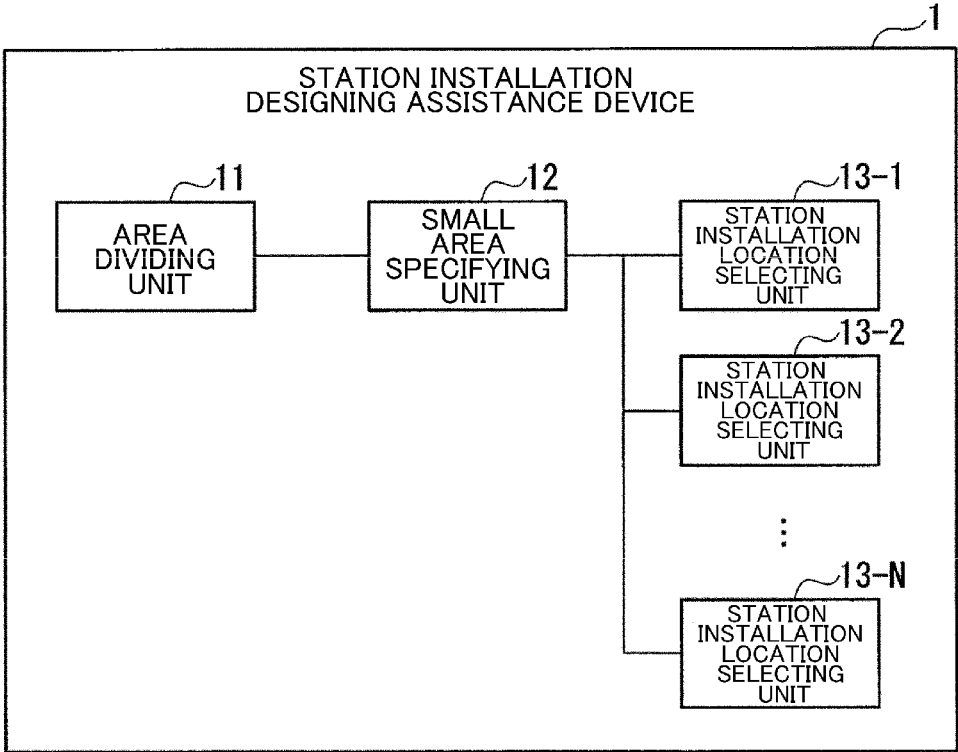 1
STATION INSTALLATION
DESIGNING ASSISTANCE DEVICE
11
AREA
DIVIDING
UNIT
12
SMALL
AREA
SPECIFYING
UNIT
13-1
STATION
INSTALLATION
LOCATION
SELECTING
UNIT
13-2
STATION
INSTALLATION
LOCATION
SELECTING
UNIT
⋮
13-N
STATION
INSTALLATION
LOCATION
SELECTING
UNIT